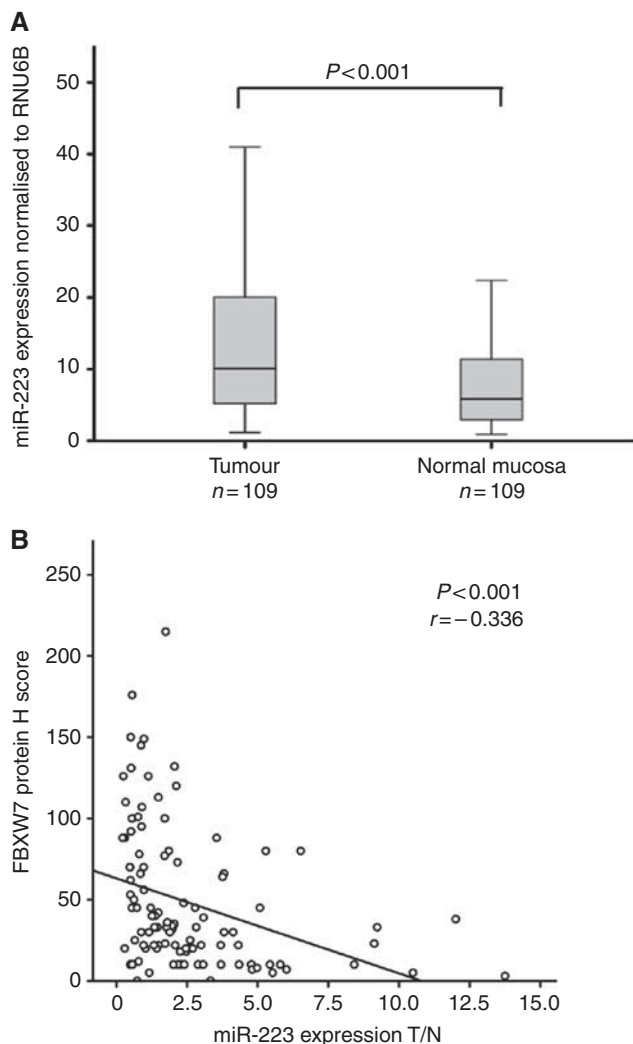 A
miR-223 expression normalised to RNU6B
50
40
30
20
10
0
P<0.001
Tumour
n=109
Normal mucosa
n=109
B
FBXW7 protein H score
250
200
150
100
50
0
P<0.001
r=−0.336
0 2.5 5.0 7.5 10.0 12.5 15.0
miR-223 expression T/N